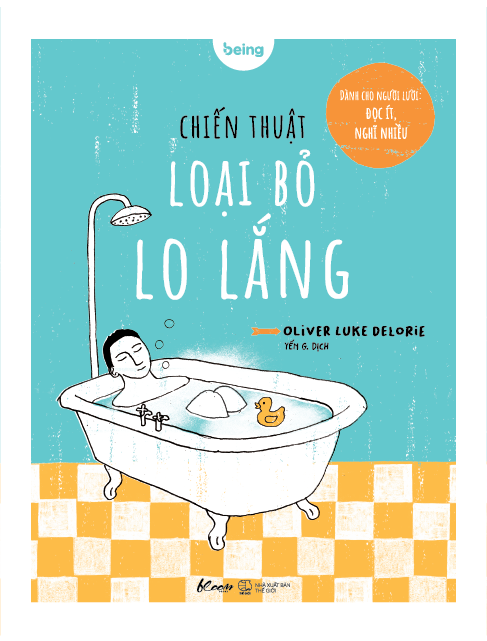 being
DÀNH CHO NGƯỜI LƯỜI:
ĐỌC ÍT,
NGHĨ NHIỀU
CHIẾN THUẬT
LOẠI BỎ
LO LẮNG
OLIVER LUKE DELORIE
YẾN G. DỊCH
bloom
NHÀ XUẤT BẢN
THẾ GIỚI